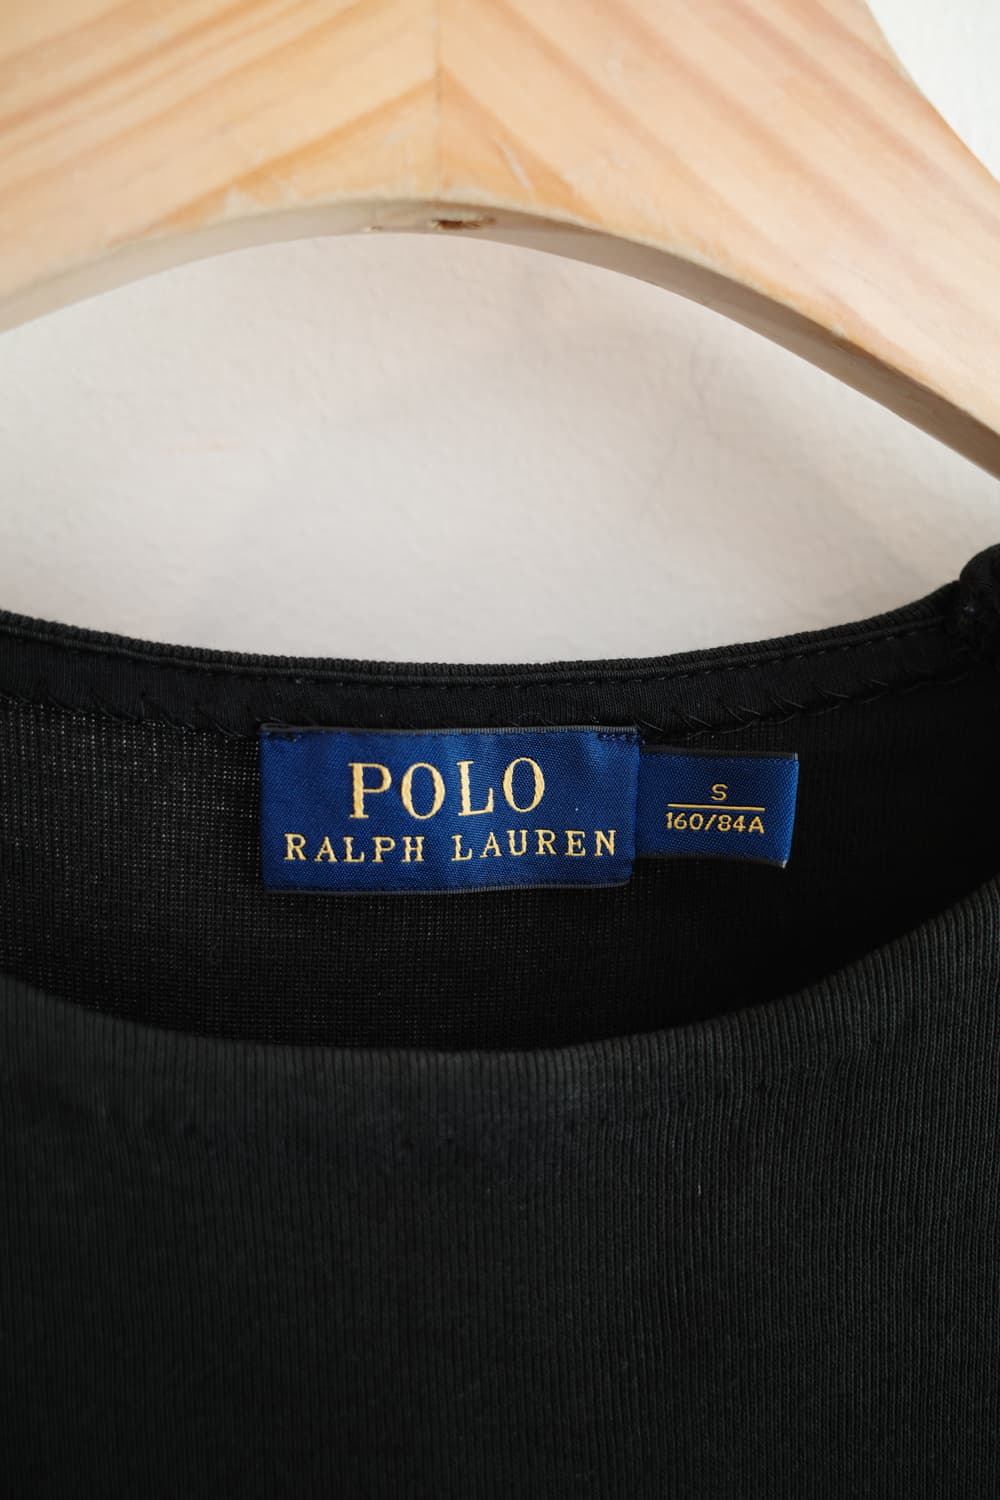 POLO
RALPH LAUREN
S
160/84A